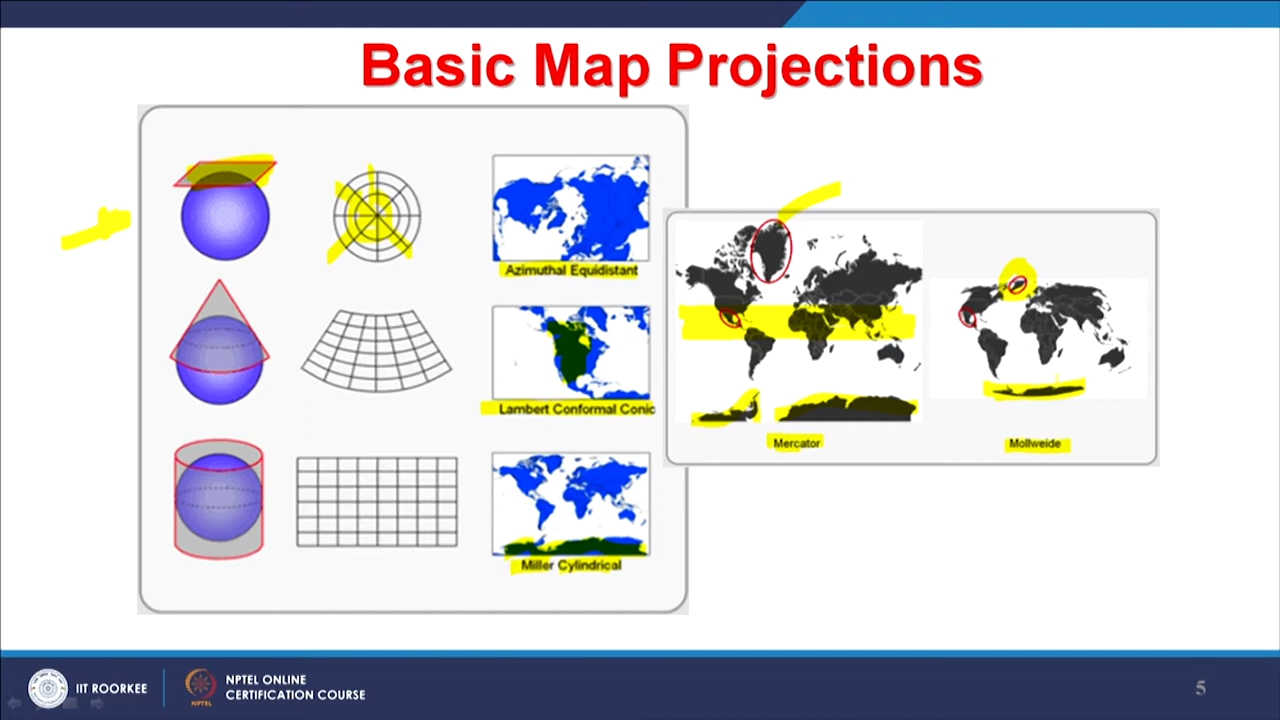 Basic Map Projections
Azimuthal Equidistant
Lambert Conformal Conic
Miller Cylindrical
Mercator
Mollweide
IIT ROORKEE
NPTEL
NPTEL ONLINE
CERTIFICATION COURSE
5